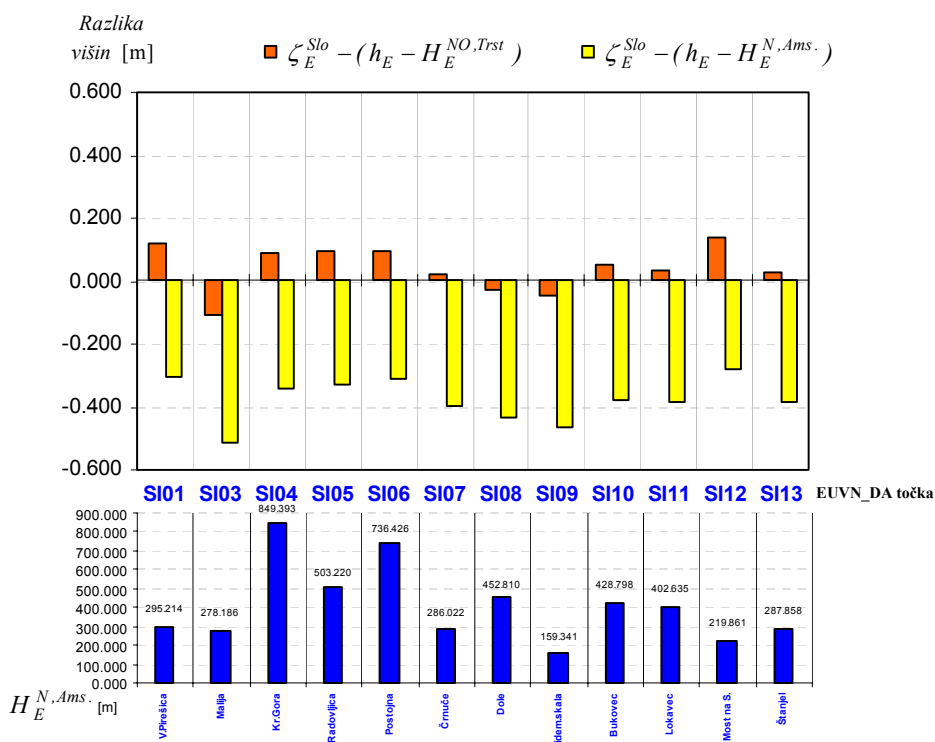 Razlika
višin [m]
ζ_E^Slo – ( h_E – H_E^NO,Trst )
ζ_E^Slo – ( h_E – H_E^N,Ams. )
0.600
0.400
0.200
0.000
-0.200
-0.400
-0.600
SI01 SI03 SI04 SI05 SI06 SI07 SI08 SI09 SI10 SI11 SI12 SI13 EUVN_DA točka
900.000
800.000
700.000
600.000
500.000
400.000
300.000
200.000
100.000
0.000
295.214 278.186 849.393 503.220 736.426 286.022 452.810 159.341 428.798 402.635 219.861 287.858
H_E^N,Ams. [m]
V.Pirešica Malija Kr.Gora Radovljica Postojna Črnuče Dole idemskala Bukovec Lokavec Most na S. Štanjel